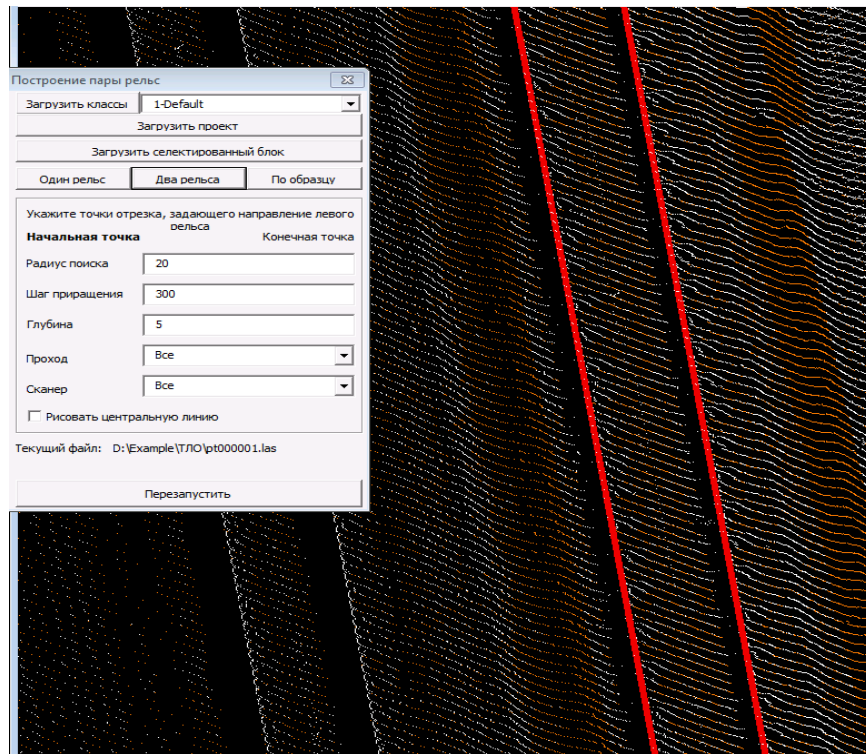 Построение пары рельс
Загрузить классы 1-Default
Загрузить проект
Загрузить селектированный блок
Один рельс Два рельса По образцу
Укажите точки отрезка, задающего направление левого
рельса
Начальная точка Конечная точка
Радиус поиска 20
Шаг приращения 300
Глубина 5
Проход Все
Сканер Все
Рисовать центральную линию
Текущий файл: D:\Example\ТЛО\pt000001.las
Перезапустить